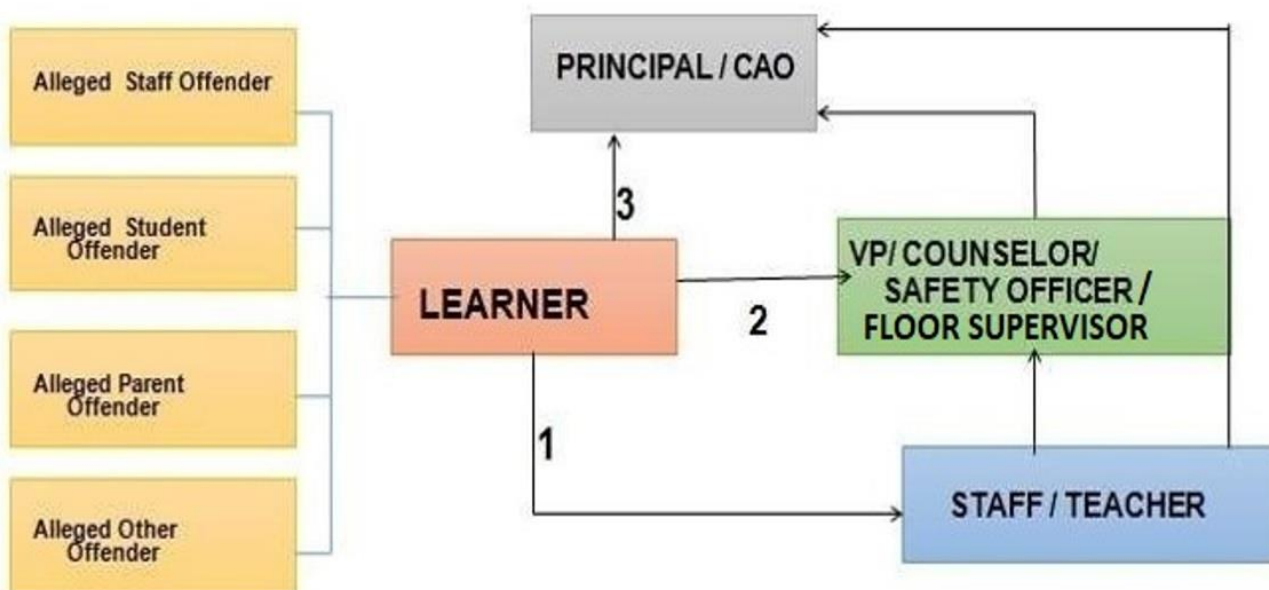 Alleged Staff Offender
Alleged Student
Offender
Alleged Parent
Offender
Alleged Other
Offender
PRINCIPAL / CAO
3
LEARNER
2
1
VP/ COUNSELOR/
SAFETY OFFICER /
FLOOR SUPERVISOR
STAFF / TEACHER